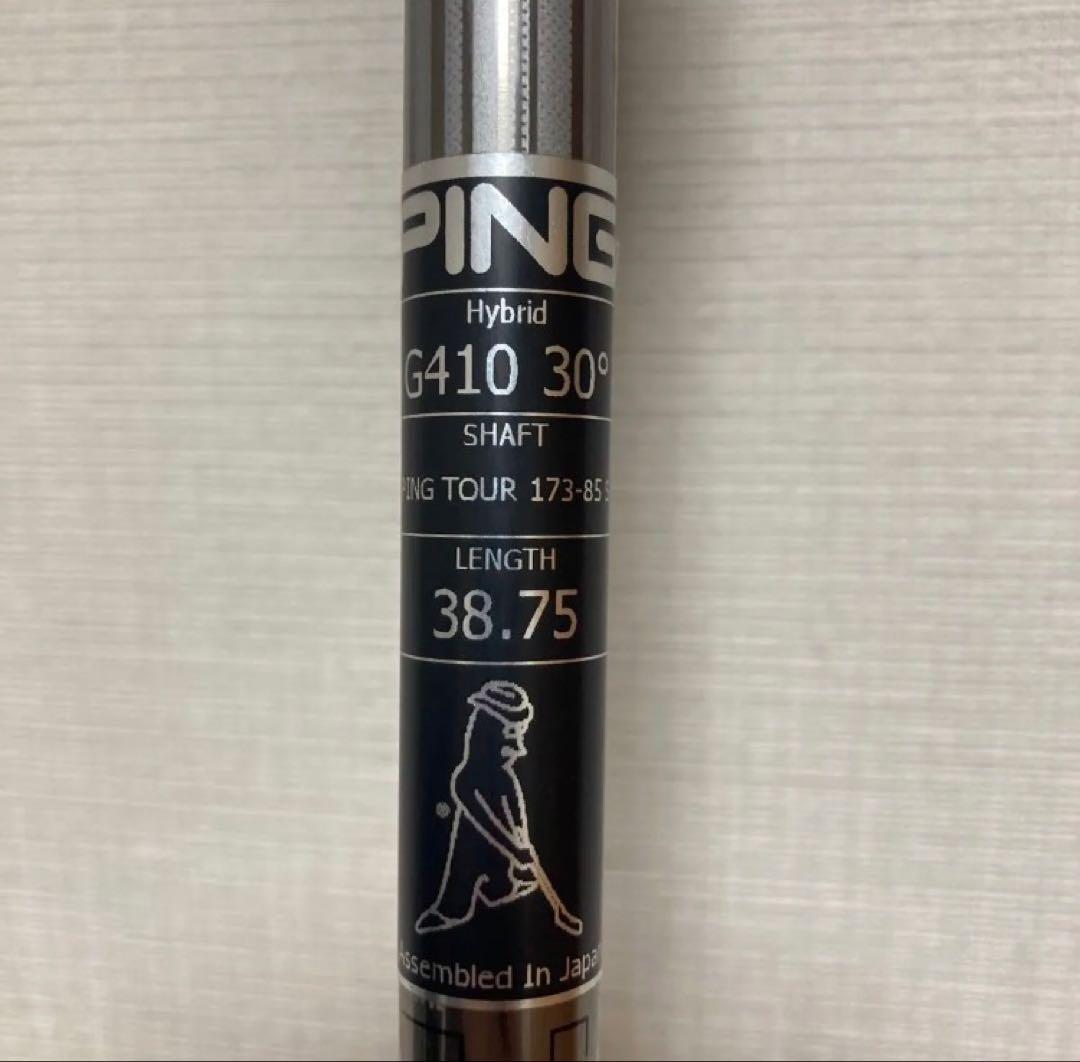 PING
Hybrid
G410 30°
SHAFT
PING TOUR 173-85 S
LENGTH
38.75
®
Assembled In Japan